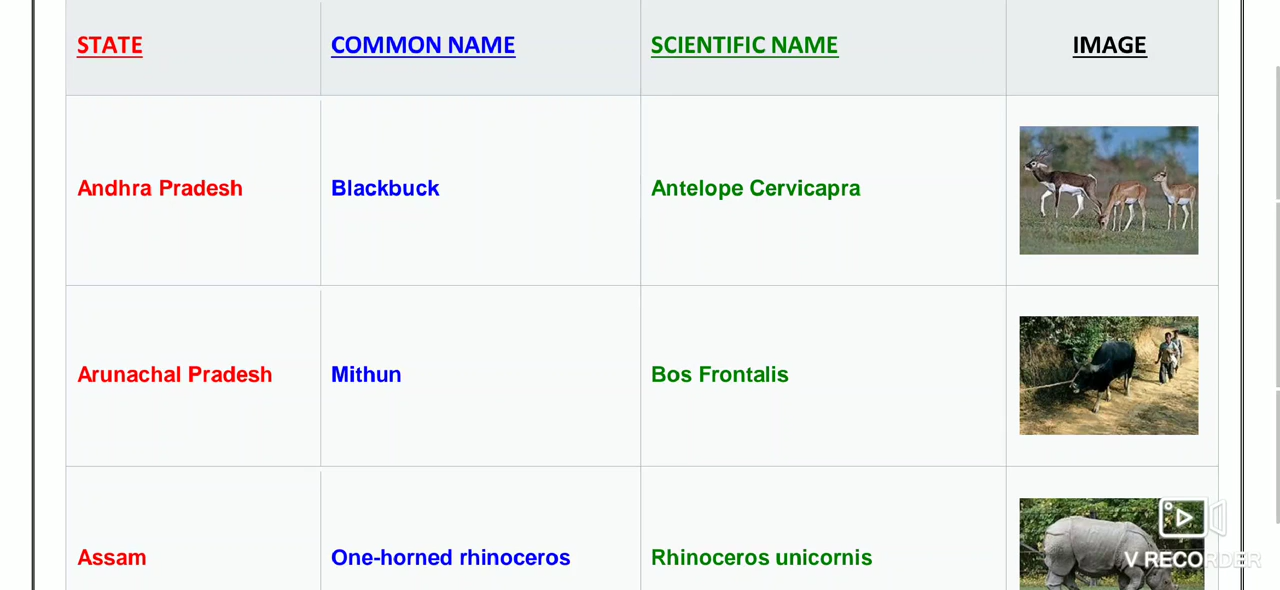 STATE COMMON NAME SCIENTIFIC NAME IMAGE
Andhra Pradesh Blackbuck Antelope Cervicapra
Arunachal Pradesh Mithun Bos Frontalis
Assam One-horned rhinoceros Rhinoceros unicornis
V RECORDER